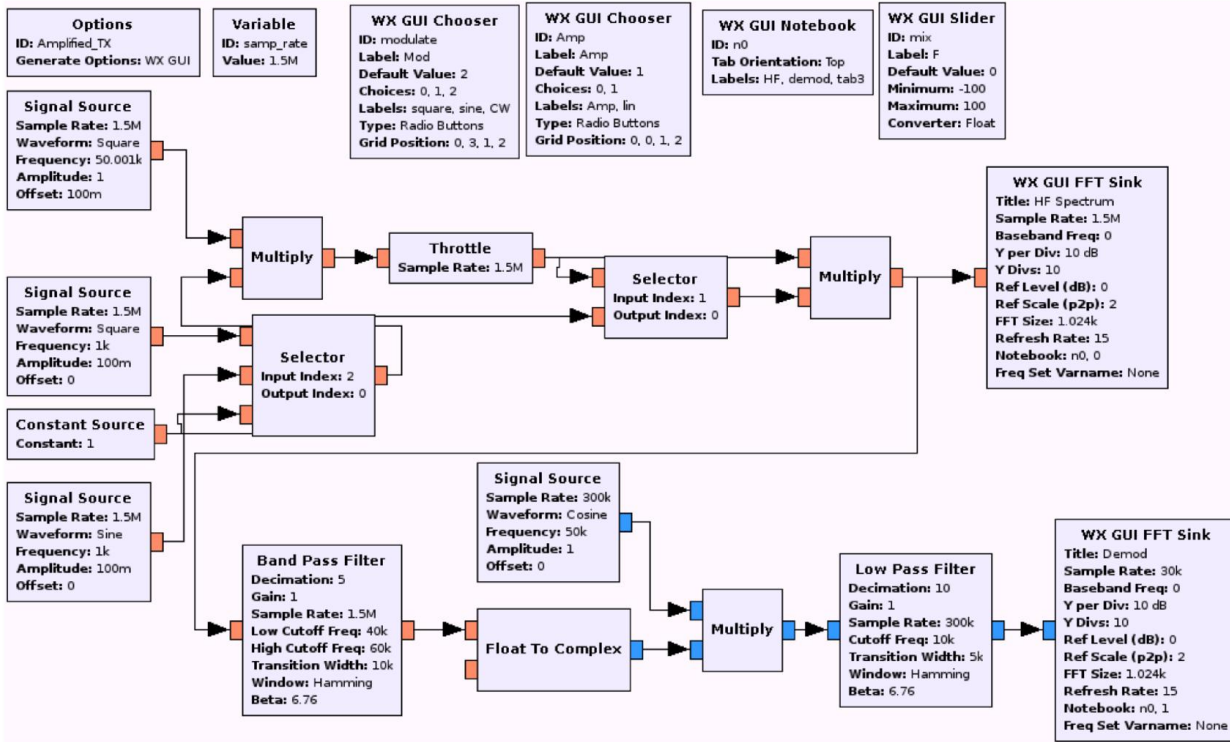 Options
ID: Amplified_TX
Generate Options: WX GUI
Variable
ID: samp_rate
Value: 1.5M
WX GUI Chooser
ID: modulate
Label: Mod
Default Value: 2
Choices: 0, 1, 2
Labels: square, sine, CW
Type: Radio Buttons
Grid Position: 0, 3, 1, 2
WX GUI Chooser
ID: Amp
Label: Amp
Default Value: 1
Choices: 0, 1
Labels: Amp, lin
Type: Radio Buttons
Grid Position: 0, 0, 1, 2
WX GUI Notebook
ID: n0
Tab Orientation: Top
Labels: HF, demod, tab3
WX GUI Slider
ID: mix
Label: F
Default Value: 0
Minimum: -100
Maximum: 100
Converter: Float
Signal Source
Sample Rate: 1.5M
Waveform: Square
Frequency: 50.001k
Amplitude: 1
Offset: 100m
Multiply
Throttle
Sample Rate: 1.5M
Selector
Input Index: 1
Output Index: 0
Multiply
WX GUI FFT Sink
Title: HF Spectrum
Sample Rate: 1.5M
Baseband Freq: 0
Y per Div: 10 dB
Y Divs: 10
Ref Level (dB): 0
Ref Scale (p2p): 2
FFT Size: 1.024k
Refresh Rate: 15
Notebook: n0, 0
Freq Set Varname: None
Signal Source
Sample Rate: 1.5M
Waveform: Square
Frequency: 1k
Amplitude: 100m
Offset: 0
Selector
Input Index: 2
Output Index: 0
Constant Source
Constant: 1
Signal Source
Sample Rate: 1.5M
Waveform: Sine
Frequency: 1k
Amplitude: 100m
Offset: 0
Band Pass Filter
Decimation: 5
Gain: 1
Sample Rate: 1.5M
Low Cutoff Freq: 40k
High Cutoff Freq: 60k
Transition Width: 10k
Window: Hamming
Beta: 6.76
Signal Source
Sample Rate: 300k
Waveform: Cosine
Frequency: 50k
Amplitude: 1
Offset: 0
Float To Complex
Multiply
Low Pass Filter
Decimation: 10
Gain: 1
Sample Rate: 300k
Cutoff Freq: 10k
Transition Width: 5k
Window: Hamming
Beta: 6.76
WX GUI FFT Sink
Title: Demod
Sample Rate: 30k
Baseband Freq: 0
Y per Div: 10 dB
Y Divs: 10
Ref Level (dB): 0
Ref Scale (p2p): 2
FFT Size: 1.024k
Refresh Rate: 15
Notebook: n0, 1
Freq Set Varname: None